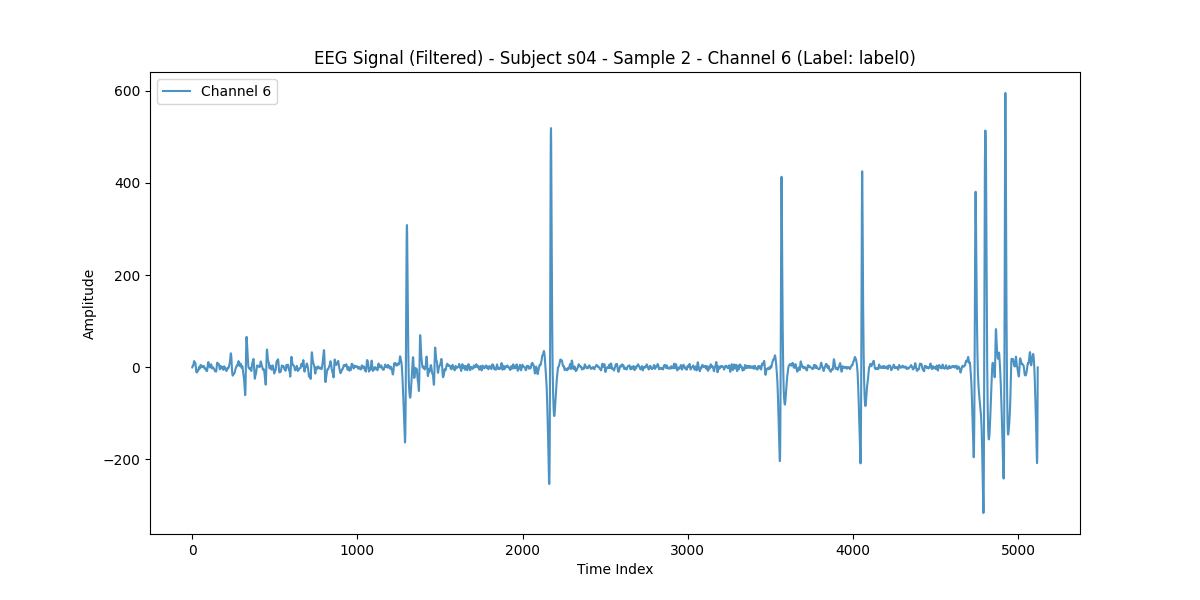 EEG Signal (Filtered) - Subject s04 - Sample 2 - Channel 6 (Label: label0)
Channel 6
600
400
200
0
−200
Amplitude
0 1000 2000 3000 4000 5000
Time Index